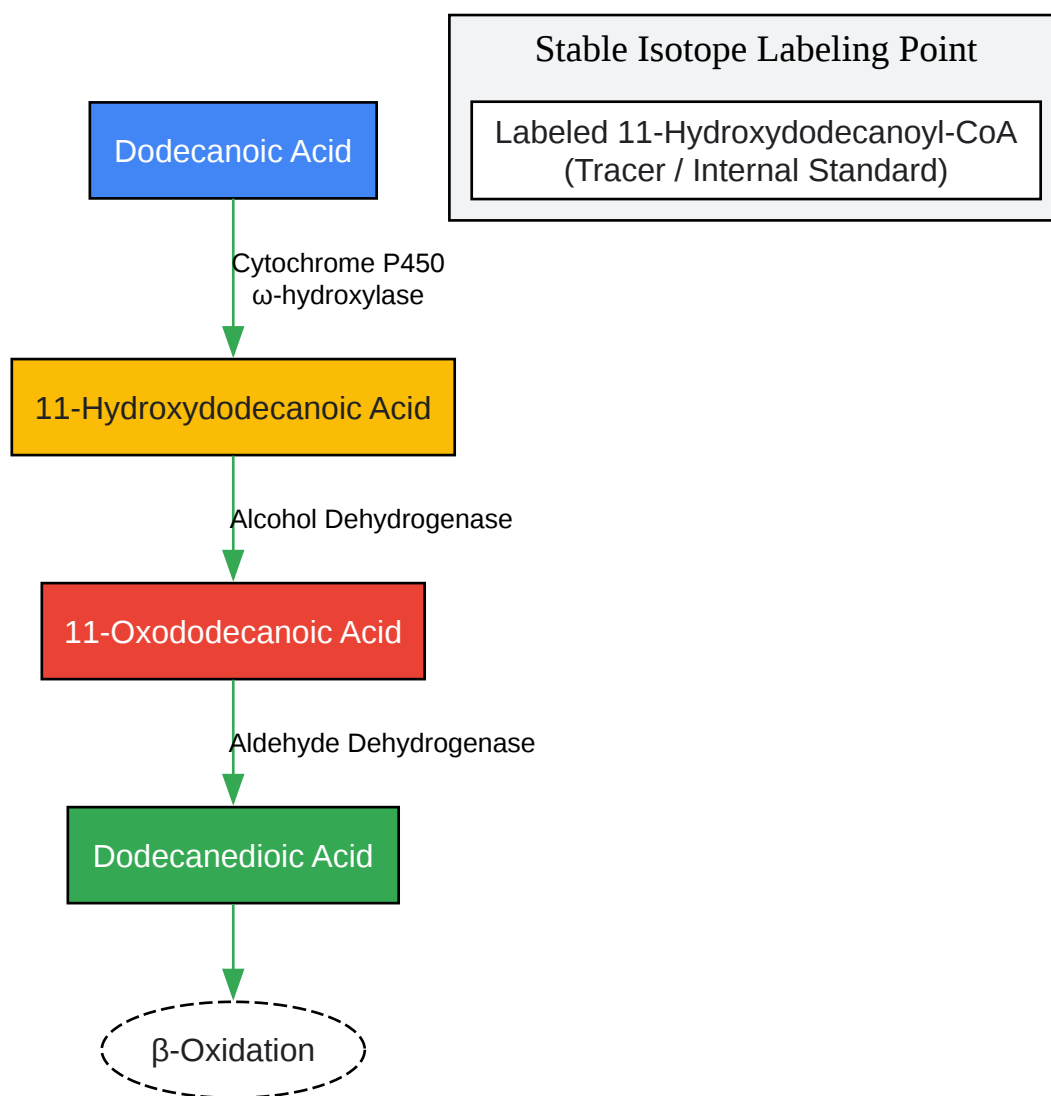 Stable Isotope Labeling Point
Labeled 11-Hydroxydodecanoyl-CoA
(Tracer / Internal Standard)
Dodecanoic Acid
Cytochrome P450
ω-hydroxylase
11-Hydroxydodecanoic Acid
Alcohol Dehydrogenase
11-Oxododecanoic Acid
Aldehyde Dehydrogenase
Dodecanedioic Acid
β-Oxidation